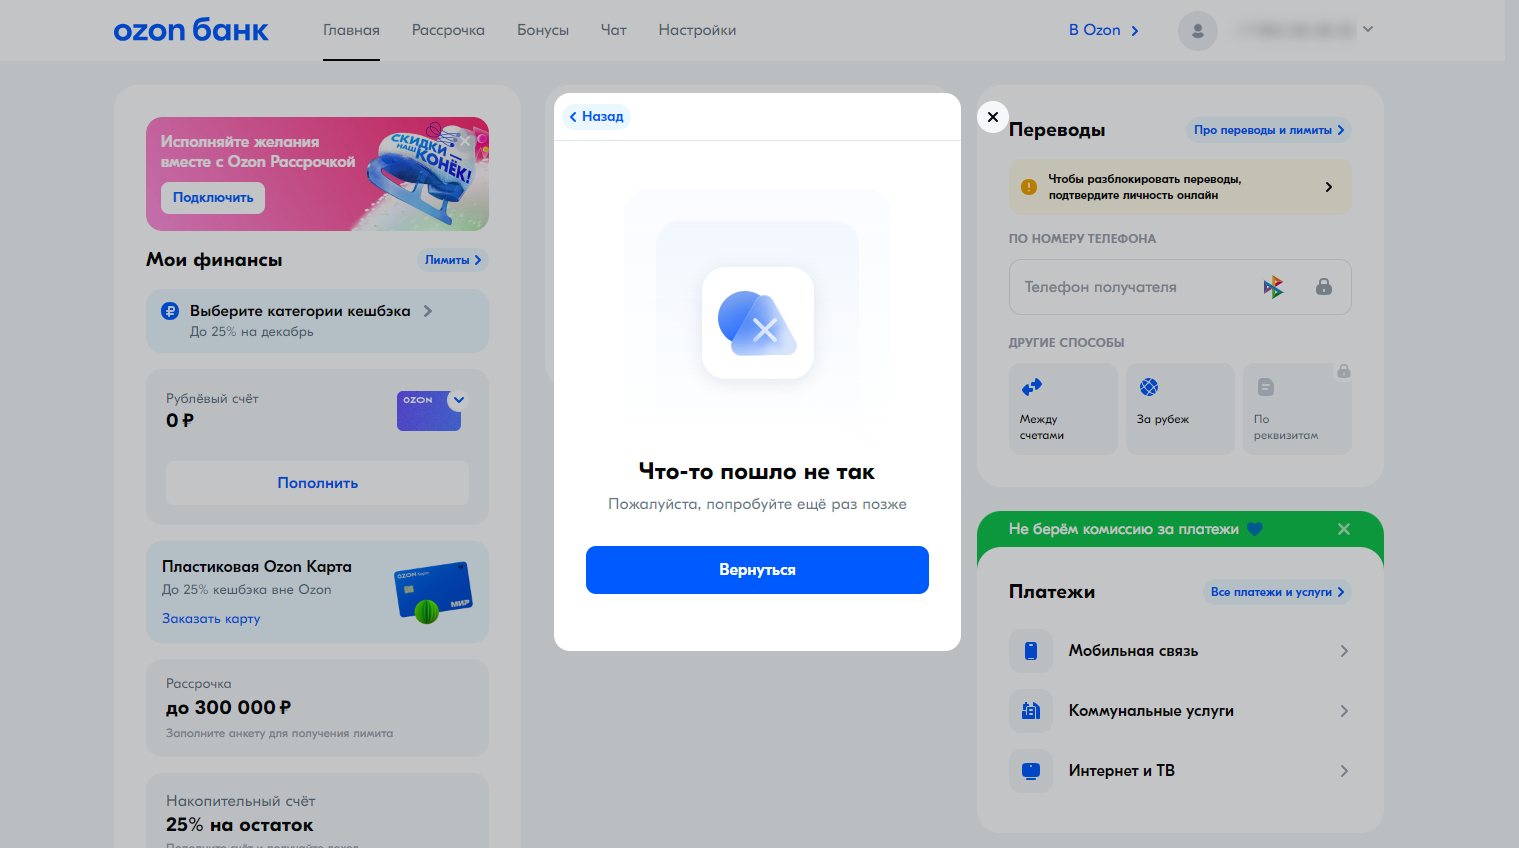 ozon банк
Главная
Рассрочка
Бонусы
Чат
Настройки
В Ozon
Исполняйте желания
вместе с Ozon Рассрочкой
Подключить
СКИДКИ
НАШ
КОНЁК!
Мои финансы
Лимиты
Выберите категории кешбэка
До 25% на декабрь
Рублёвый счёт
0 ₽
OZON
Пополнить
Пластиковая Ozon Карта
До 25% кешбэка вне Ozon
Заказать карту
OZON
МИР
Рассрочка
до 300 000 ₽
Заполните анкету для получения лимита
Накопительный счёт
25% на остаток
Назад
Что-то пошло не так
Пожалуйста, попробуйте ещё раз позже
Вернуться
Переводы
Про переводы и лимиты
Чтобы разблокировать переводы,
подтвердите личность онлайн
ПО НОМЕРУ ТЕЛЕФОНА
Телефон получателя
ДРУГИЕ СПОСОБЫ
Между
счетами
За рубеж
По
реквизитам
Не берём комиссию за платежи
Платежи
Все платежи и услуги
Мобильная связь
Коммунальные услуги
Интернет и ТВ